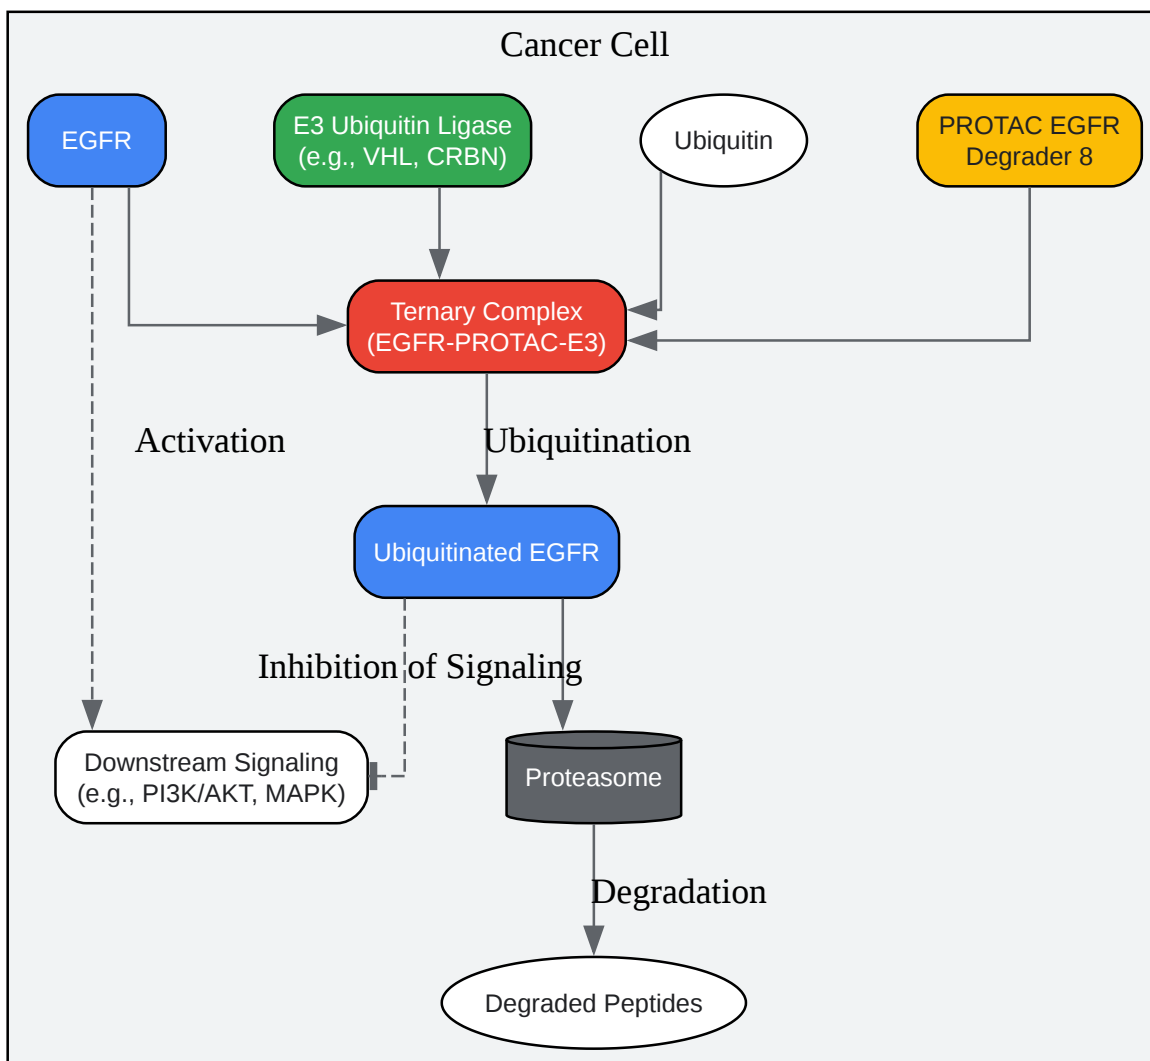 Cancer Cell
EGFR
E3 Ubiquitin Ligase
(e.g., VHL, CRBN)
Ubiquitin
PROTAC EGFR
Degrader 8
Ternary Complex
(EGFR-PROTAC-E3)
Activation
Ubiquitination
Ubiquitinated EGFR
Inhibition of Signaling
Downstream Signaling
(e.g., PI3K/AKT, MAPK)
Proteasome
Degradation
Degraded Peptides